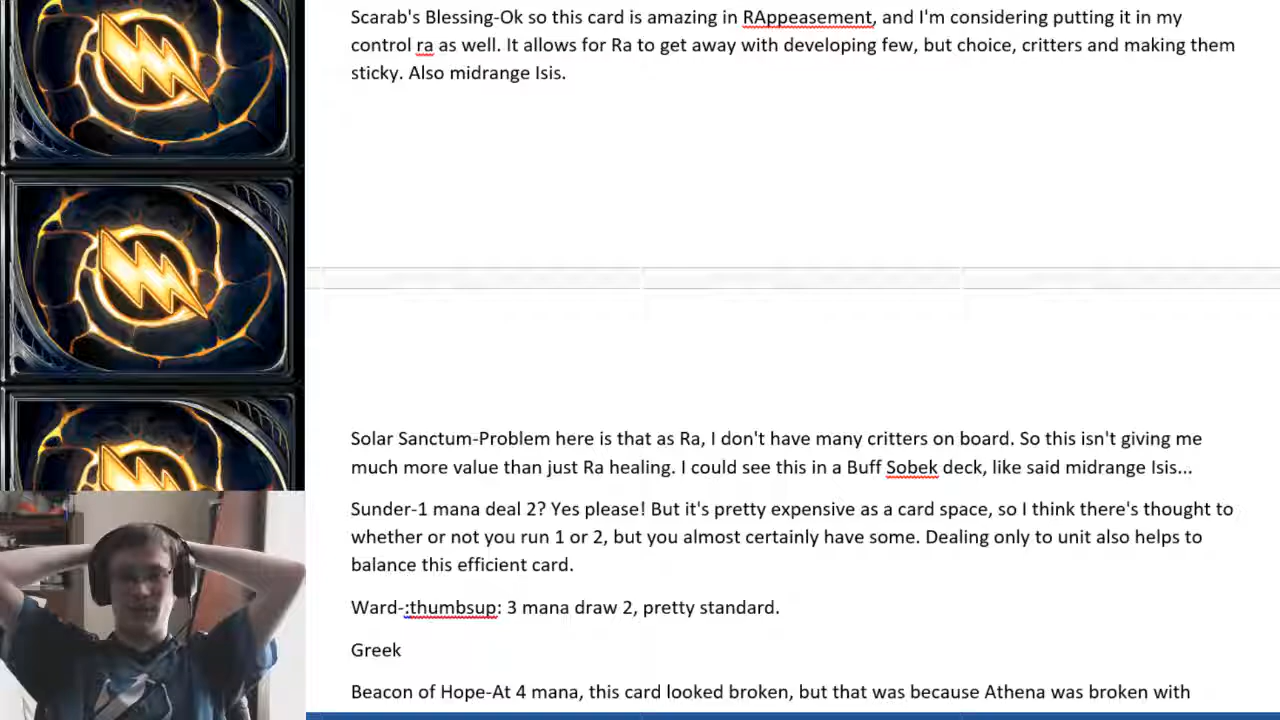 Scarab's Blessing-Ok so this card is amazing in RAppeasement, and I'm considering putting it in my
control ra as well. It allows for Ra to get away with developing few, but choice, critters and making them
sticky. Also midrange Isis.
Solar Sanctum-Problem here is that as Ra, I don't have many critters on board. So this isn't giving me
much more value than just Ra healing. I could see this in a Buff Sobek deck, like said midrange Isis...
Sunder-1 mana deal 2? Yes please! But it's pretty expensive as a card space, so I think there's thought to
whether or not you run 1 or 2, but you almost certainly have some. Dealing only to unit also helps to
balance this efficient card.
Ward-:thumbsup: 3 mana draw 2, pretty standard.
Greek
Beacon of Hope-At 4 mana, this card looked broken, but that was because Athena was broken with